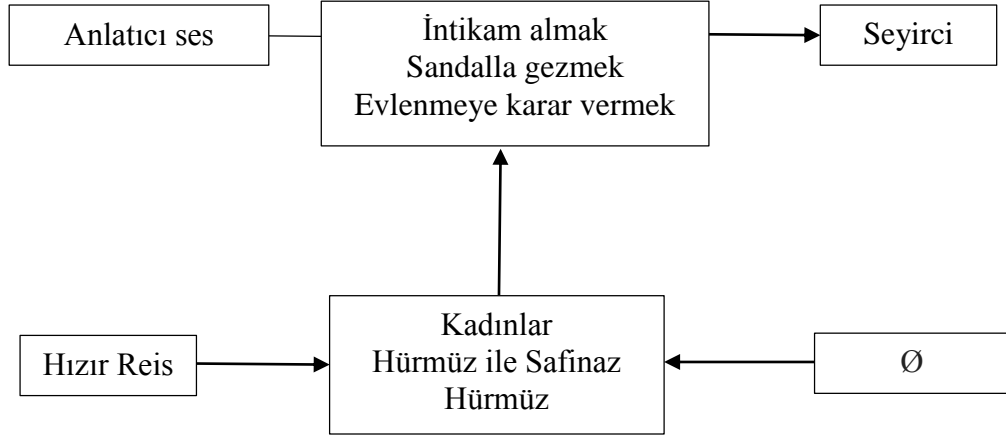 Anlatıcı ses
İntikam almak
Sandalla gezmek
Evlenmeye karar vermek
Seyirci
Hızır Reis
Kadınlar
Hürmüz ile Safinaz
Hürmüz
Ø